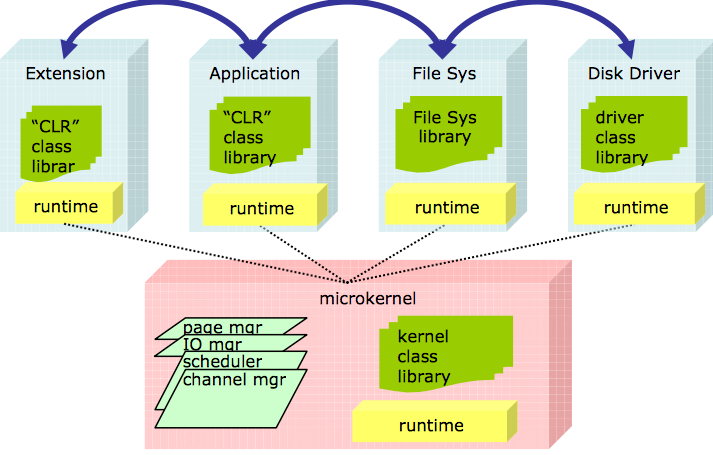 Extension
Application
File Sys
Disk Driver
“CLR”
class
librar
“CLR”
class
library
File Sys
library
driver
class
library
runtime
runtime
runtime
runtime
microkernel
page mgr
IO mgr
scheduler
channel mgr
kernel
class
library
runtime